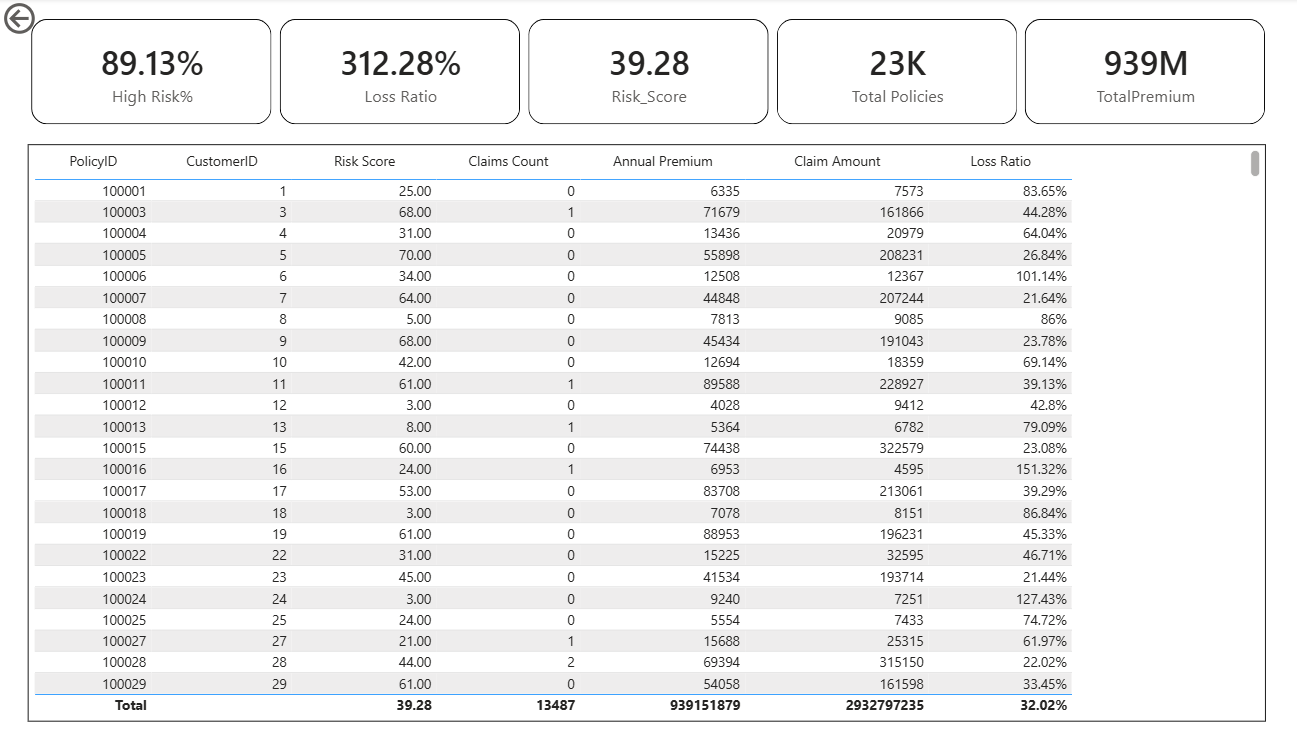 89.13% 312.28% 39.28 23K 939M
High Risk% Loss Ratio Risk_Score Total Policies TotalPremium
PolicyID CustomerID Risk Score Claims Count Annual Premium Claim Amount Loss Ratio
100001 1 25.00 0 6335 7573 83.65%
100003 3 68.00 1 71679 161866 44.28%
100004 4 31.00 0 13436 20979 64.04%
100005 5 70.00 0 55898 208231 26.84%
100006 6 34.00 0 12508 12367 101.14%
100007 7 64.00 0 44848 207244 21.64%
100008 8 5.00 0 7813 9085 86%
100009 9 68.00 0 45434 191043 23.78%
100010 10 42.00 0 12694 18359 69.14%
100011 11 61.00 1 89588 228927 39.13%
100012 12 3.00 0 4028 9412 42.8%
100013 13 8.00 1 5364 6782 79.09%
100015 15 60.00 0 74438 322579 23.08%
100016 16 24.00 1 6953 4595 151.32%
100017 17 53.00 0 83708 213061 39.29%
100018 18 3.00 0 7078 8151 86.84%
100019 19 61.00 0 88953 196231 45.33%
100022 22 31.00 0 15225 32595 46.71%
100023 23 45.00 0 41534 193714 21.44%
100024 24 3.00 0 9240 7251 127.43%
100025 25 24.00 0 5554 7433 74.72%
100027 27 21.00 1 15688 25315 61.97%
100028 28 44.00 2 69394 315150 22.02%
100029 29 61.00 0 54058 161598 33.45%
Total 39.28 13487 939151879 2932797235 32.02%